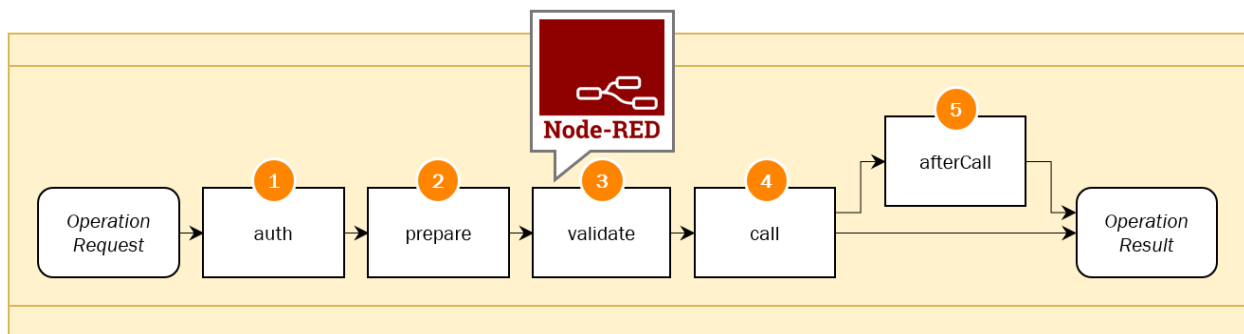 Node-RED
1
2
3
4
5
Operation
Request
auth
prepare
validate
call
afterCall
Operation
Result